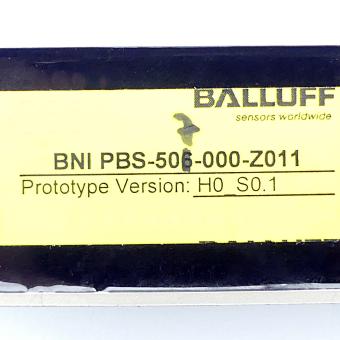 BALLUFF
sensors worldwide
BNI PBS-506-000-Z011
Prototype Version: H0_S0.1